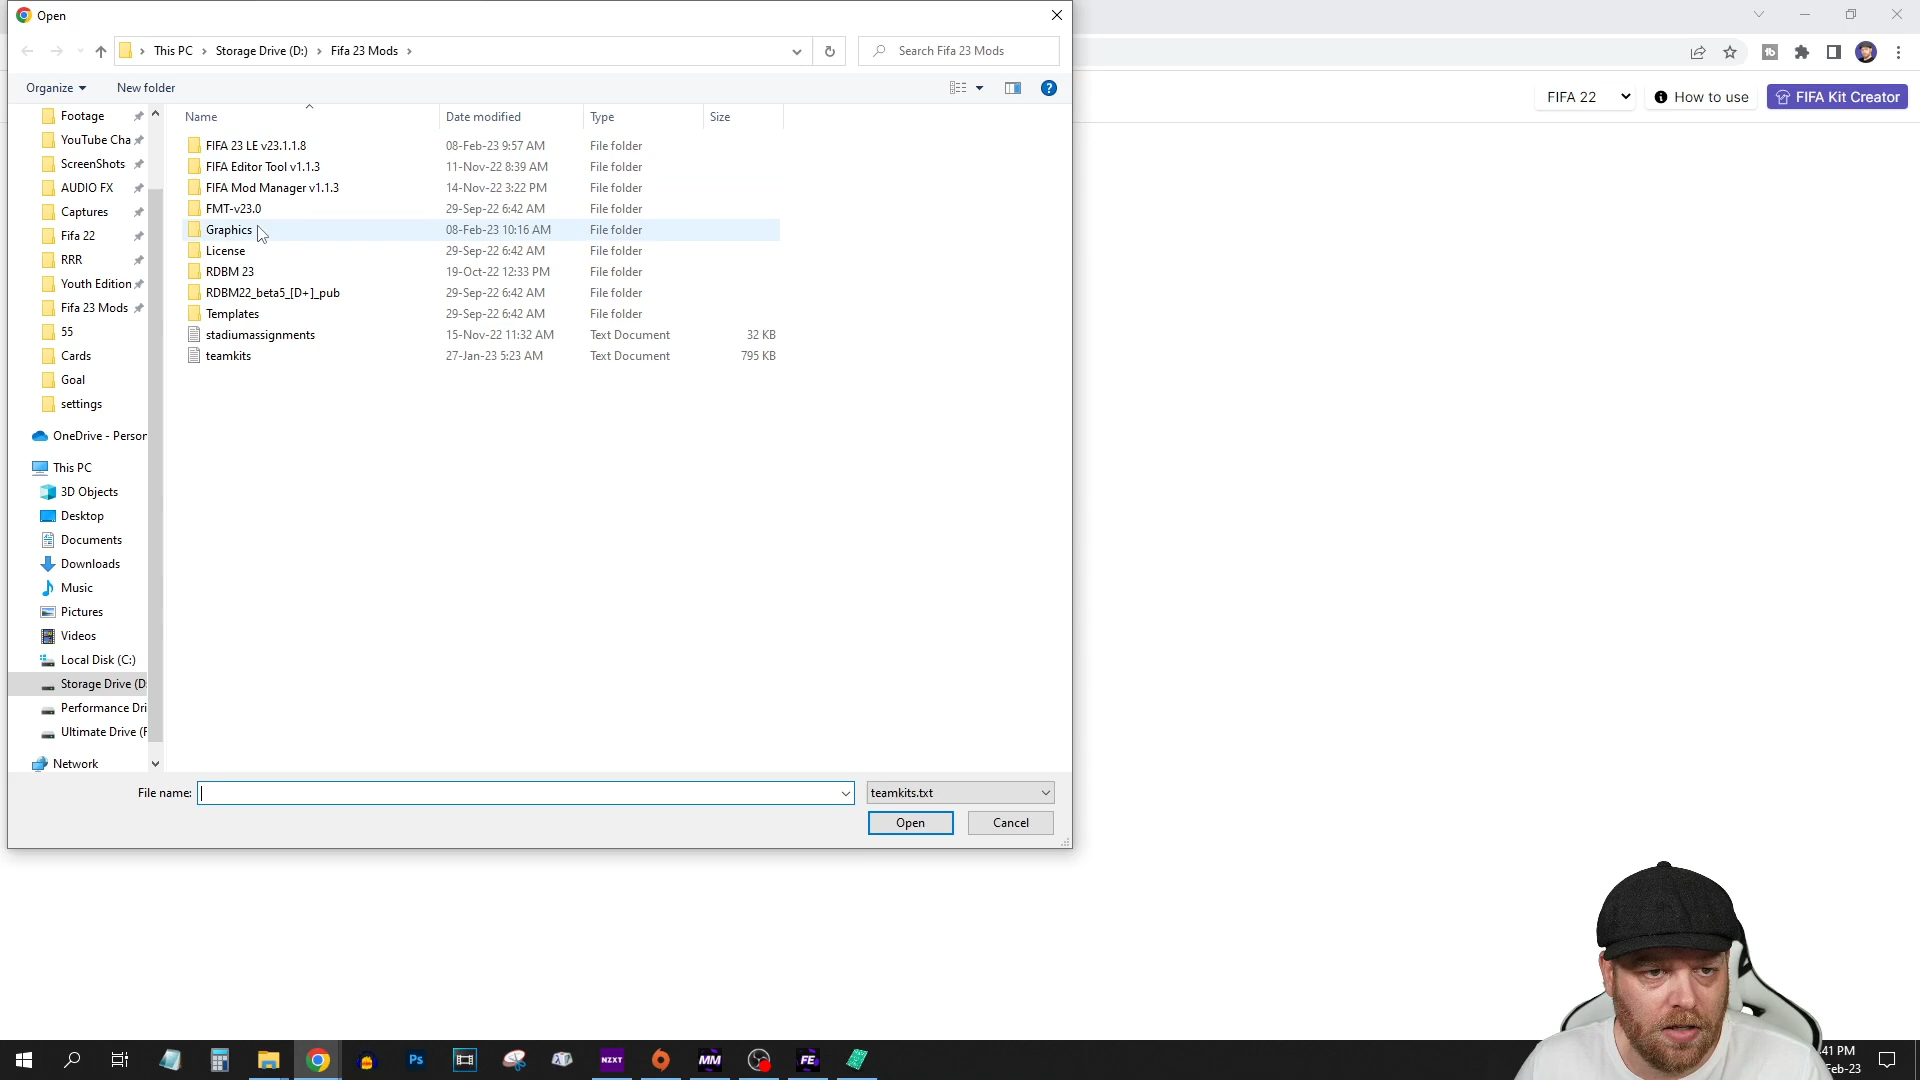 Open
This PC
Storage Drive (D:)
Fifa 23 Mods
Search Fifa 23 Mods
Organize
New folder
FIFA 22
How to use
FIFA Kit Creator
Name
Date modified
Type
Size
Footage
YouTube Cha
ScreenShots
AUDIO FX
Captures
Fifa 22
RRR
Youth Edition
Fifa 23 Mods
55
Cards
Goal
settings
OneDrive - Person
This PC
3D Objects
Desktop
Documents
Downloads
Music
Pictures
Videos
Local Disk (C:)
Storage Drive (D
Performance Dri
Ultimate Drive (F
Network
FIFA 23 LE v23.1.1.8 08-Feb-23 9:57 AM File folder
FIFA Editor Tool v1.1.3 11-Nov-22 8:39 AM File folder
FIFA Mod Manager v1.1.3 14-Nov-22 3:22 PM File folder
FMT-v23.0 29-Sep-22 6:42 AM File folder
Graphics 08-Feb-23 10:16 AM File folder
License 29-Sep-22 6:42 AM File folder
RDBM 23 19-Oct-22 12:33 PM File folder
RDBM22_beta5_[D+]_pub 29-Sep-22 6:42 AM File folder
Templates 29-Sep-22 6:42 AM File folder
stadiumassignments 15-Nov-22 11:32 AM Text Document 32 KB
teamkits 27-Jan-23 5:23 AM Text Document 795 KB
File name:
teamkits.txt
Open
Cancel
Ps
NZXT
MM
FE
41 PM
Feb-23